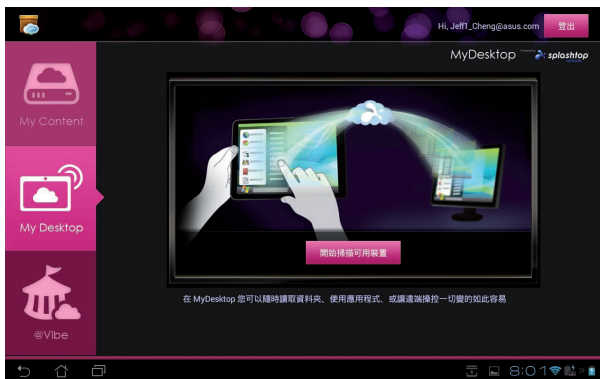 Hi, Jeff1_Cheng@asus.com
登出
MyDesktop
splashtop
My Content
My Desktop
@Vibe
開始掃描可用裝置
在 MyDesktop 您可以隨時讀取資料夾、使用應用程式、或讓遠端操控一切變的如此容易
8:01